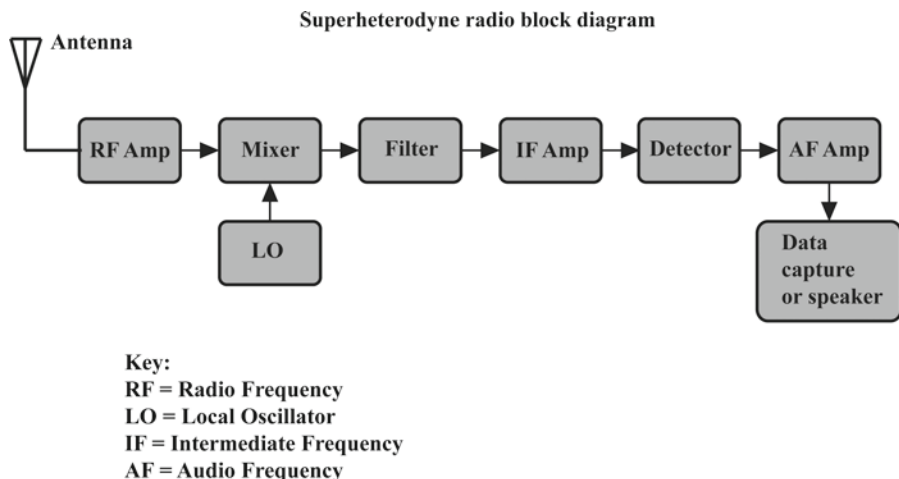 Superheterodyne radio block diagram
Antenna
RF Amp
Mixer
Filter
IF Amp
Detector
AF Amp
LO
Data
capture
or speaker
Key:
RF = Radio Frequency
LO = Local Oscillator
IF = Intermediate Frequency
AF = Audio Frequency